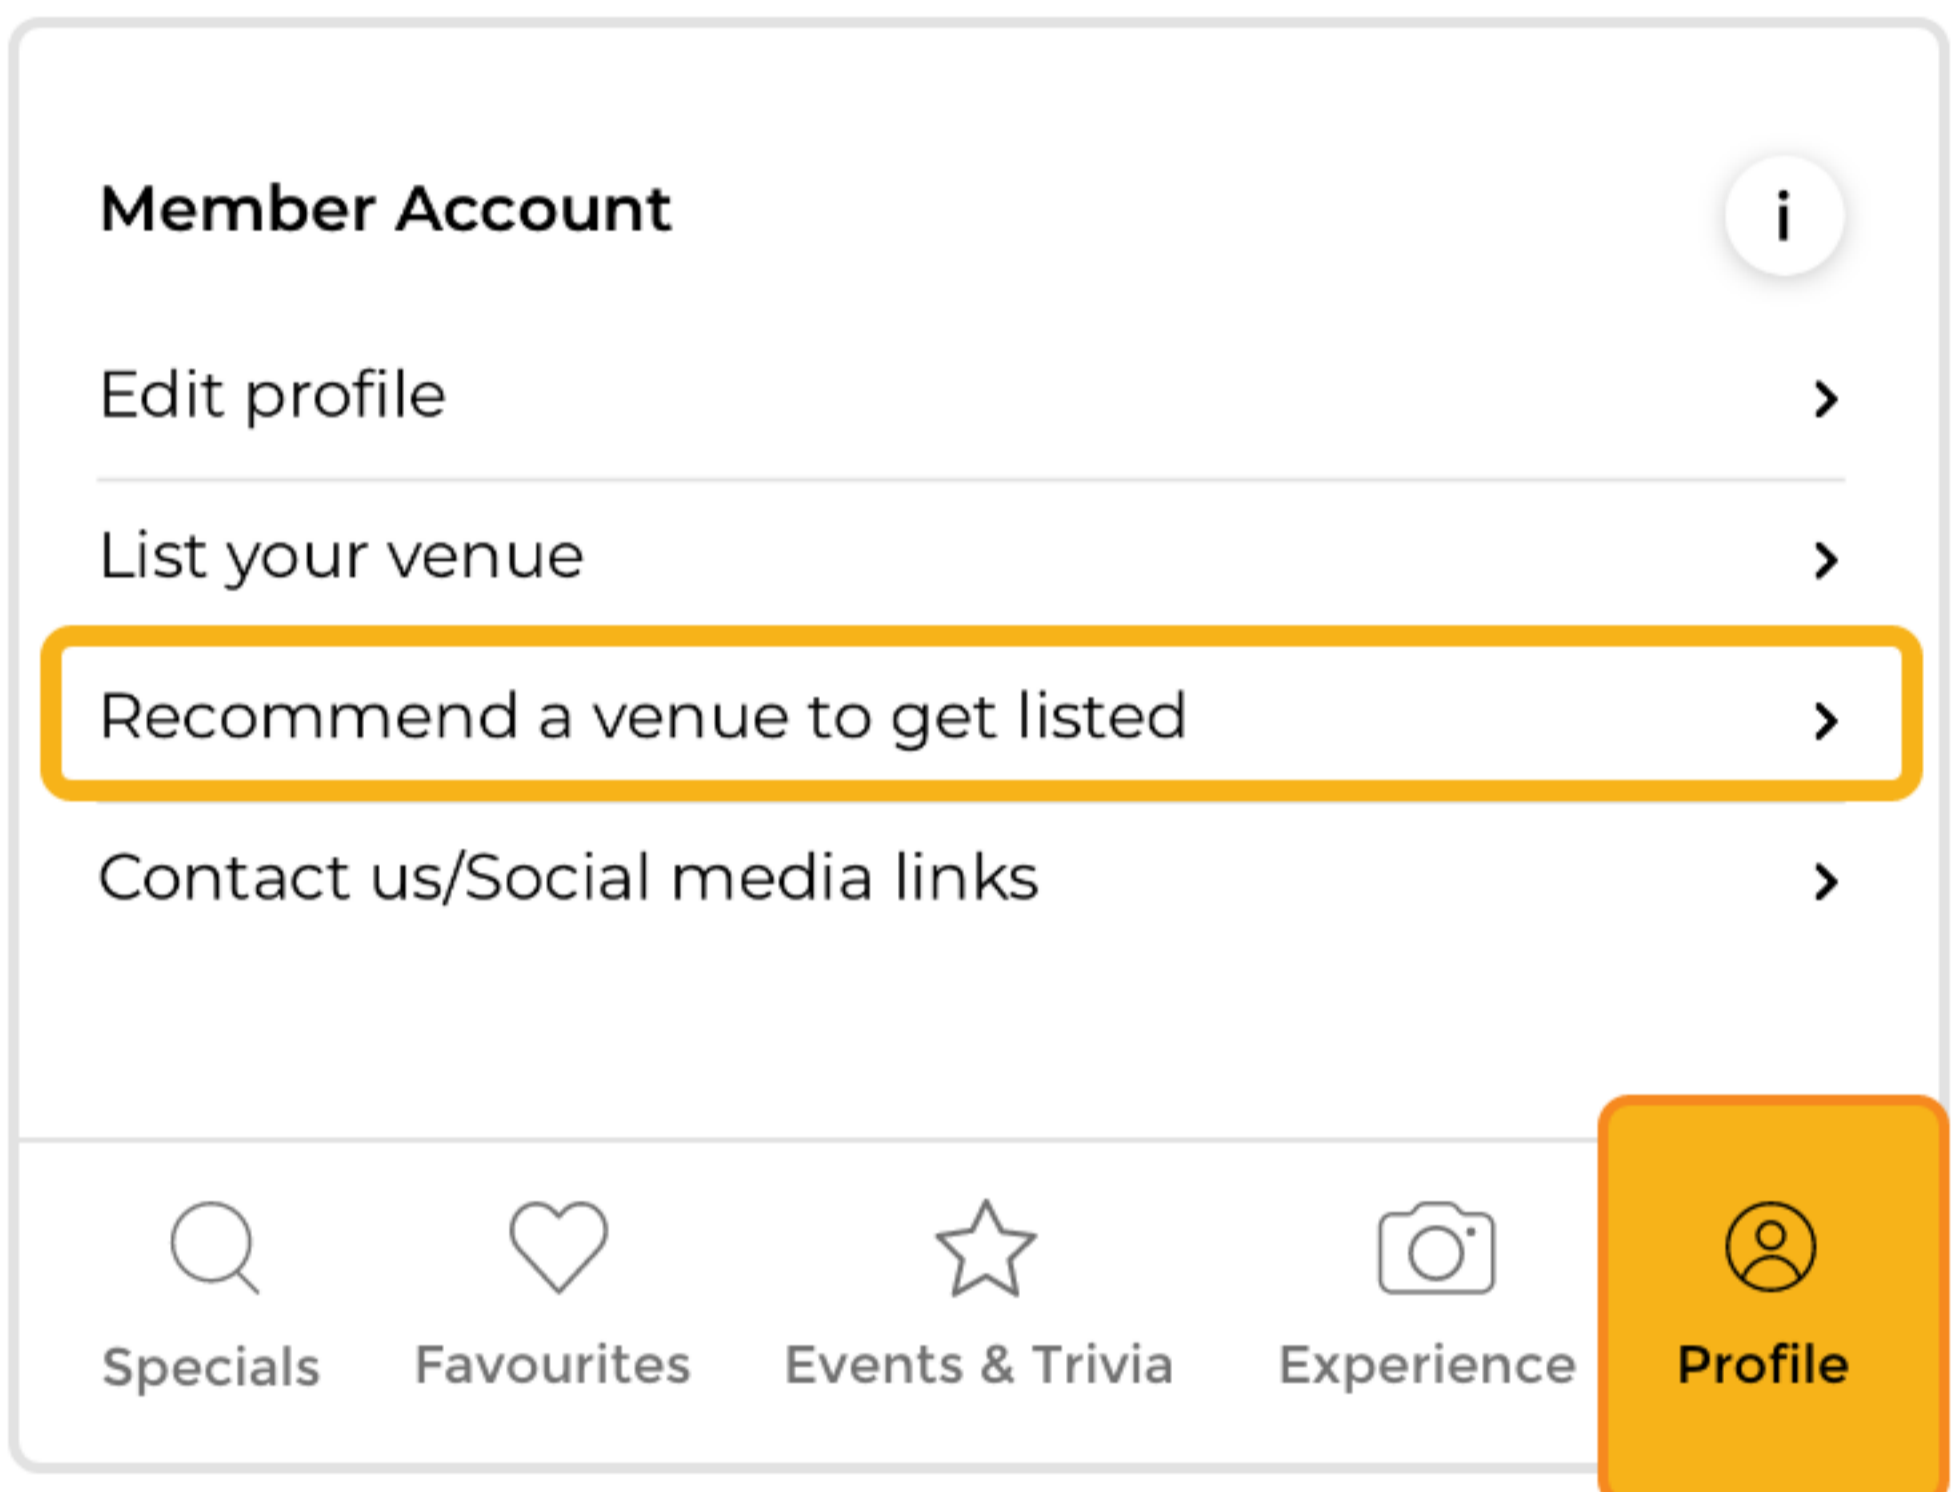 Member Account
i
Edit profile
List your venue
Recommend a venue to get listed
Contact us/Social media links
Specials
Favourites
Events & Trivia
Experience
Profile